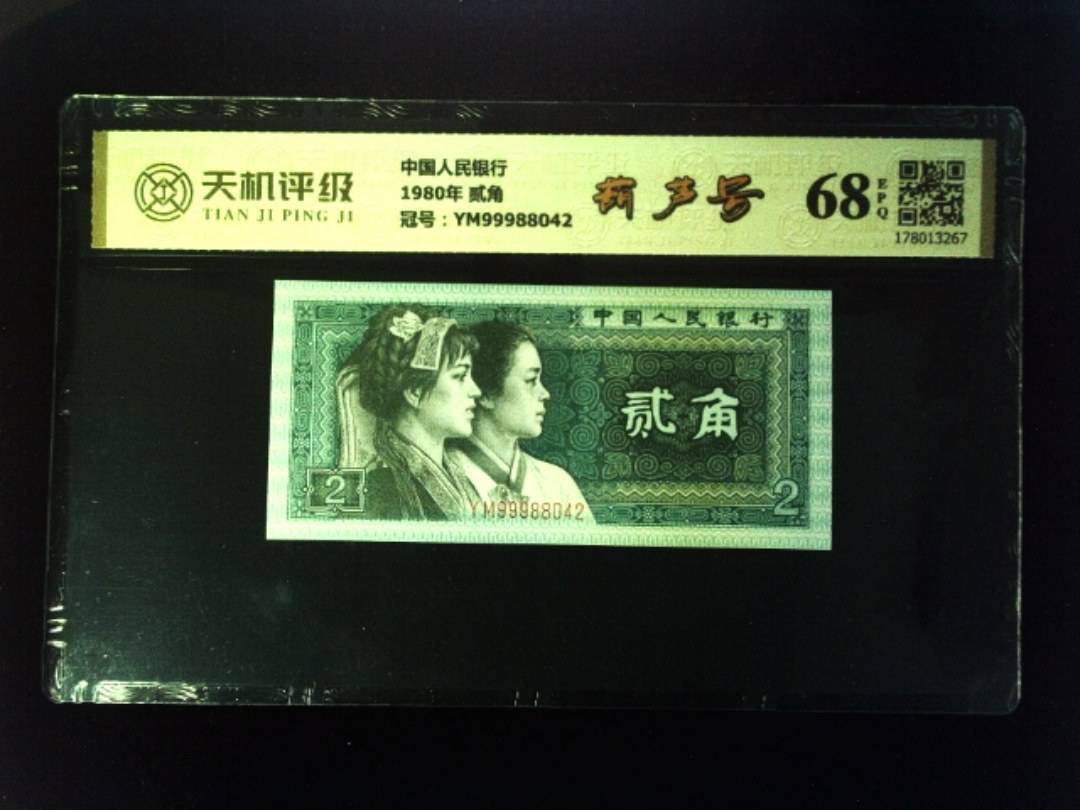 天机评级
TIAN JI PING JI
中国人民银行
1980年 贰角
冠号：YM99988042
葫芦号
68
EPQ
178013267
中国人民银行
贰角
2
YM99988042
2